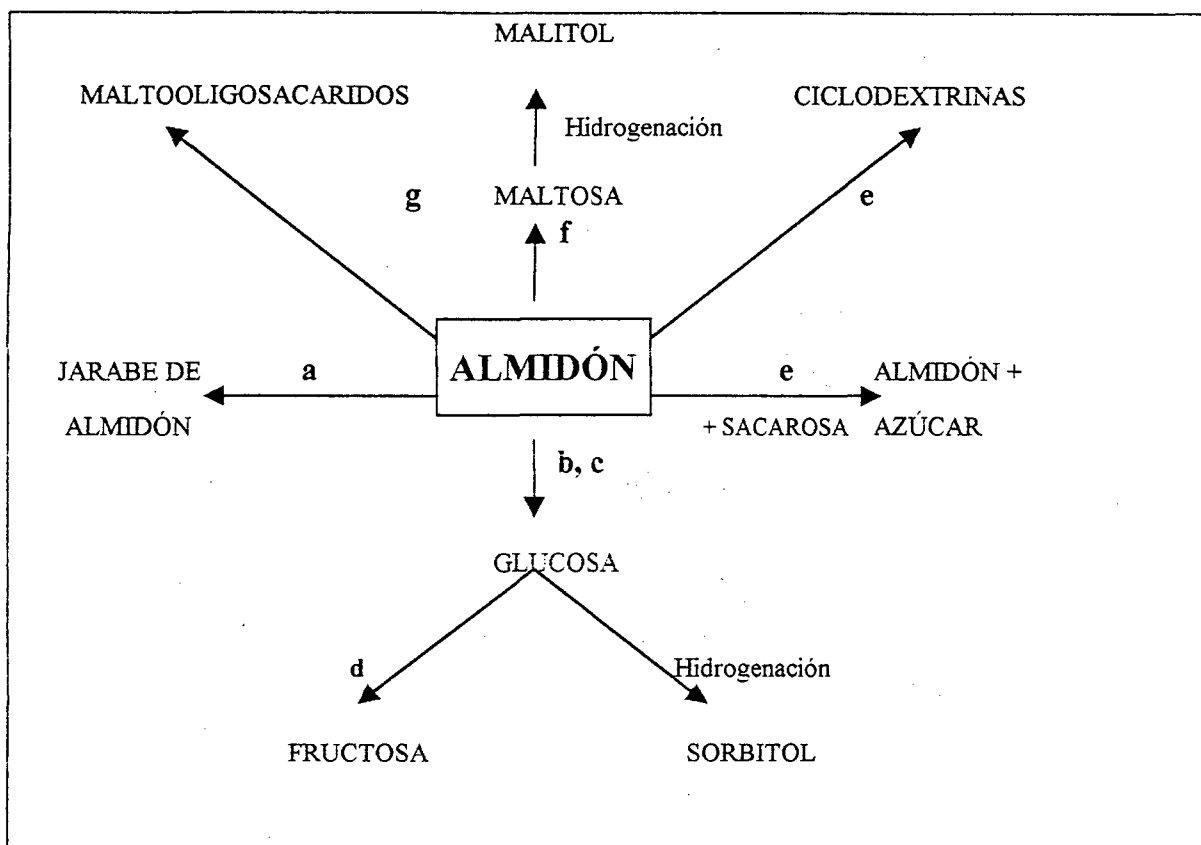 MALITOL
MALTOOLIGOSACARIDOS
CICLODEXTRINAS
Hidrogenación
g
MALTOSA
e
f
JARABE DE
ALMIDÓN
a
ALMIDÓN
e
+ SACAROSA
ALMIDÓN +
AZÚCAR
b, c
GLUCOSA
d
Hidrogenación
FRUCTOSA
SORBITOL